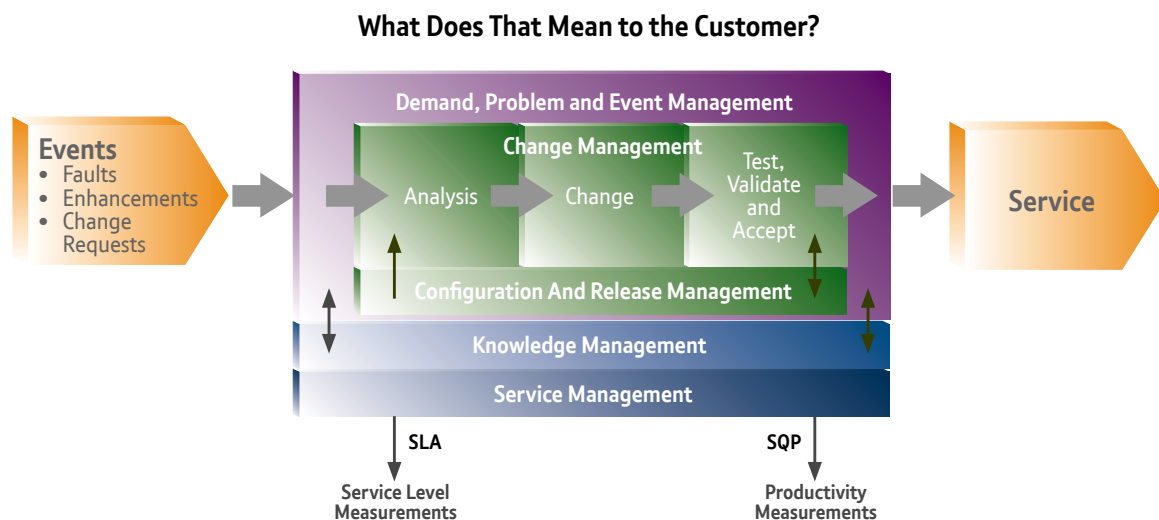 What Does That Mean to the Customer?
Demand, Problem and Event Management
Events
• Faults
• Enhancements
• Change
Requests
Change Management
Analysis
Change
Test,
Validate
and
Accept
Service
Configuration And Release Management
Knowledge Management
Service Management
SLA
SQP
Service Level
Measurements
Productivity
Measurements